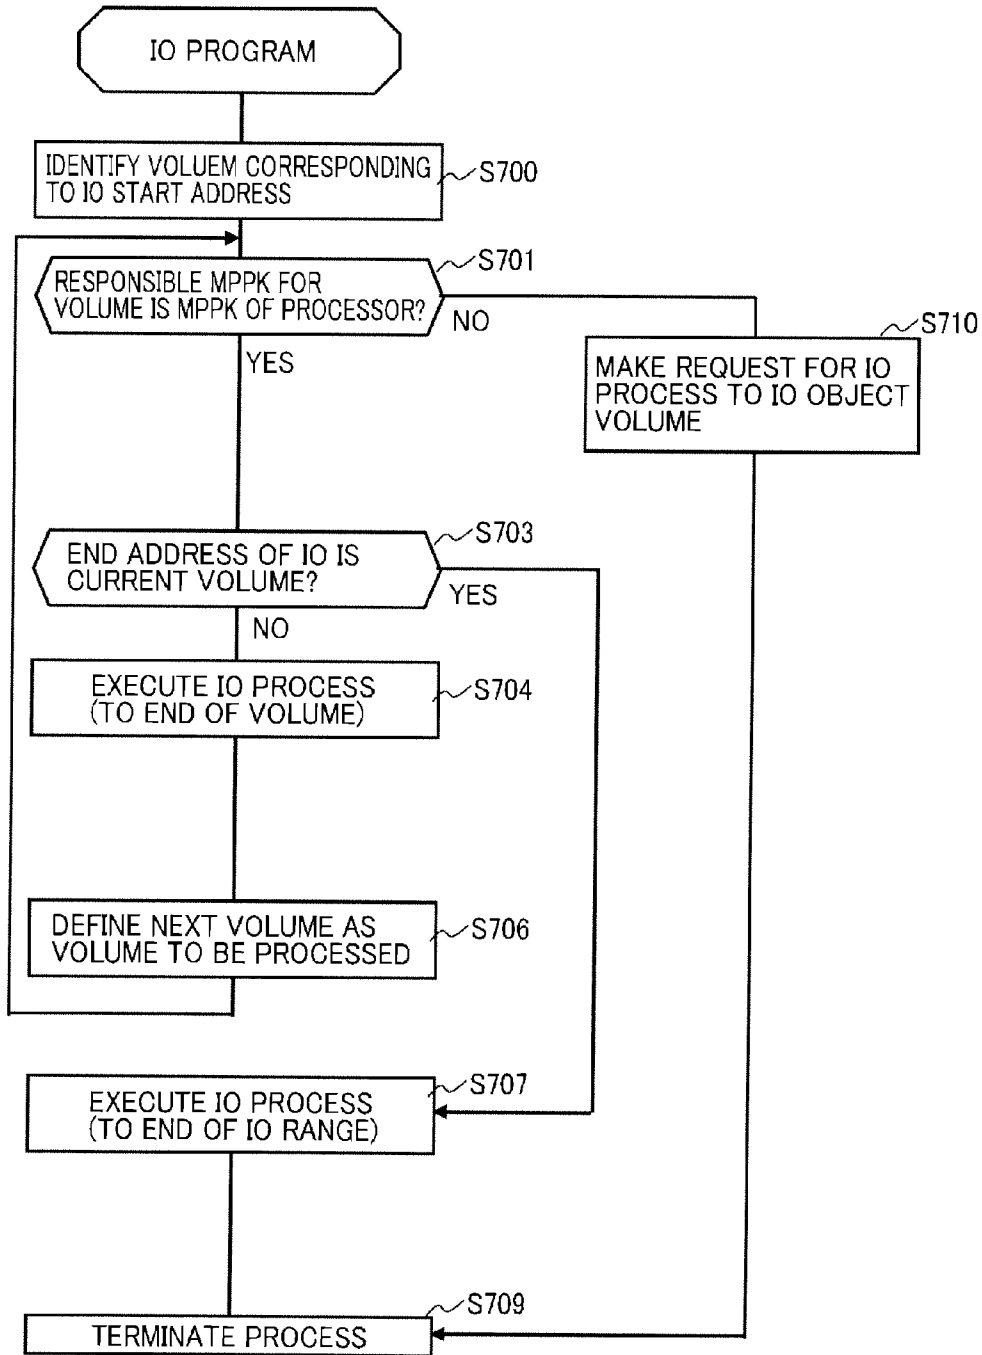 IO PROGRAM
IDENTIFY VOLUEM CORRESPONDING
TO IO START ADDRESS
S700
RESPONSIBLE MPPK FOR
VOLUME IS MPPK OF PROCESSOR?
S701
NO
YES
S710
MAKE REQUEST FOR IO
PROCESS TO IO OBJECT
VOLUME
END ADDRESS OF IO IS
CURRENT VOLUME?
S703
YES
NO
EXECUTE IO PROCESS
(TO END OF VOLUME)
S704
DEFINE NEXT VOLUME AS
VOLUME TO BE PROCESSED
S706
EXECUTE IO PROCESS
(TO END OF IO RANGE)
S707
S709
TERMINATE PROCESS